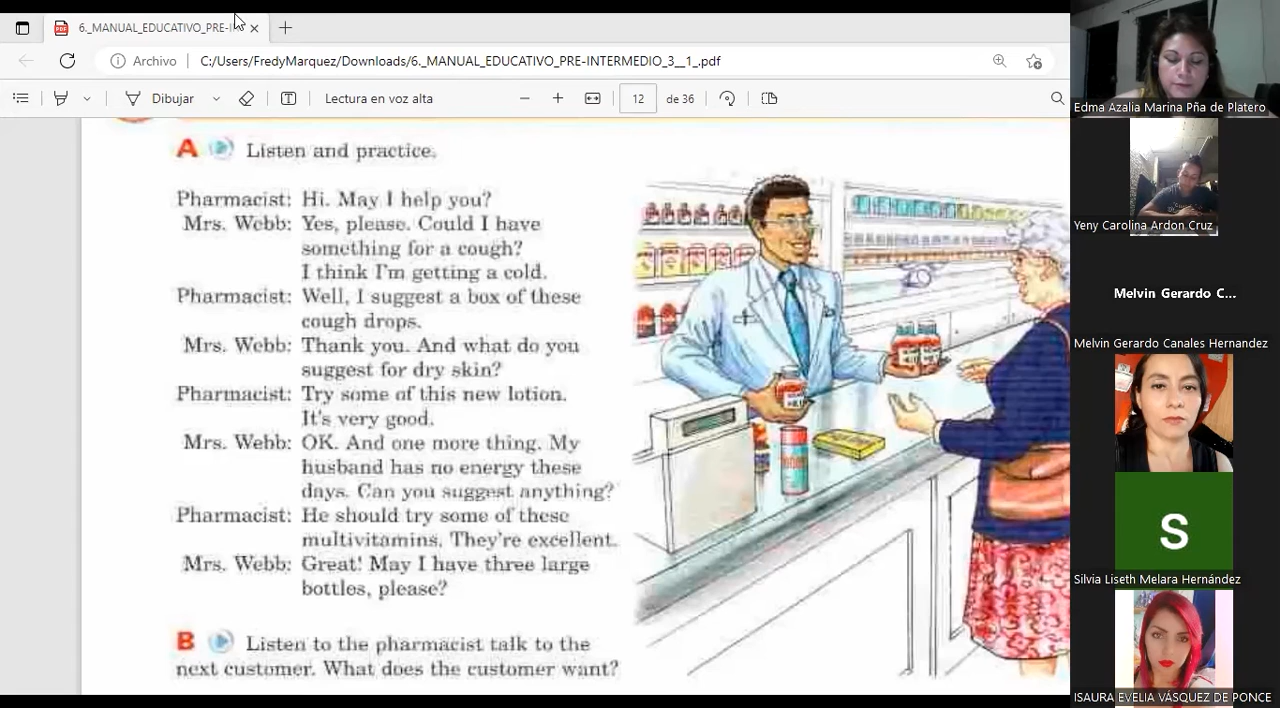 6._MANUAL_EDUCATIVO_PRE-I
Archivo
C:/Users/FredyMarquez/Downloads/6._MANUAL_EDUCATIVO_PRE-INTERMEDIO_3__1_.pdf
Dibujar
Lectura en voz alta
12
de 36
A Listen and practice.
Pharmacist: Hi. May I help you?
Mrs. Webb: Yes, please. Could I have
something for a cough?
I think I'm getting a cold.
Pharmacist: Well, I suggest a box of these
cough drops.
Mrs. Webb: Thank you. And what do you
suggest for dry skin?
Pharmacist: Try some of this new lotion.
It's very good.
Mrs. Webb: OK. And one more thing. My
husband has no energy these
days. Can you suggest anything?
Pharmacist: He should try some of these
multivitamins. They're excellent.
Mrs. Webb: Great! May I have three large
bottles, please?
B Listen to the pharmacist talk to the
next customer. What does the customer want?
Edma Azalia Marina Pña de Platero
Yeny Carolina Ardon Cruz
Melvin Gerardo C...
Melvin Gerardo Canales Hernandez
S
Silvia Liseth Melara Hernández
ISAURA EVELIA VÁSQUEZ DE PONCE